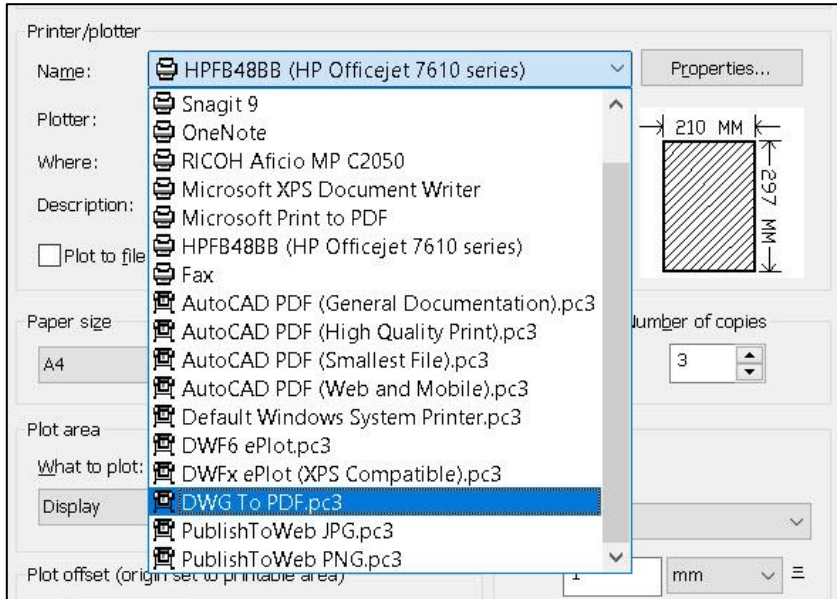 Printer/plotter
Name:
HPFB48BB (HP Officejet 7610 series)
Properties...
Plotter:
Where:
Description:
Plot to file
Snagit 9
OneNote
RICOH Aficio MP C2050
Microsoft XPS Document Writer
Microsoft Print to PDF
HPFB48BB (HP Officejet 7610 series)
Fax
AutoCAD PDF (General Documentation).pc3
AutoCAD PDF (High Quality Print).pc3
AutoCAD PDF (Smallest File).pc3
AutoCAD PDF (Web and Mobile).pc3
Default Windows System Printer.pc3
DWF6 ePlot.pc3
DWFx ePlot (XPS Compatible).pc3
DWG To PDF.pc3
PublishToWeb JPG.pc3
PublishToWeb PNG.pc3
210 MM
297 MM
Paper size
A4
of copies
3
Plot area
What to plot:
Display
Plot offset (origin set to printable area)
mm